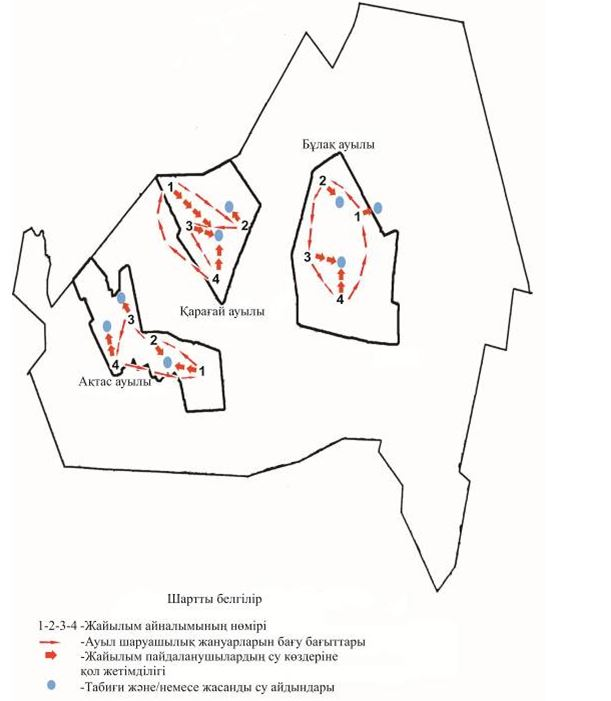 Бұлақ ауылы
2
1
3
4
1
2
3
4
Қарағай ауылы
3
2
4
1
Ақтас ауылы
Шартты белгілір
1-2-3-4 -Жайылым айналымының нөмірі
-Ауыл шаруашылық жануарларын бағу бағыттары
-Жайылым пайдаланушылардың су көздеріне
қол жетімділігі
-Табиғи және/немесе жасанды су айдындары